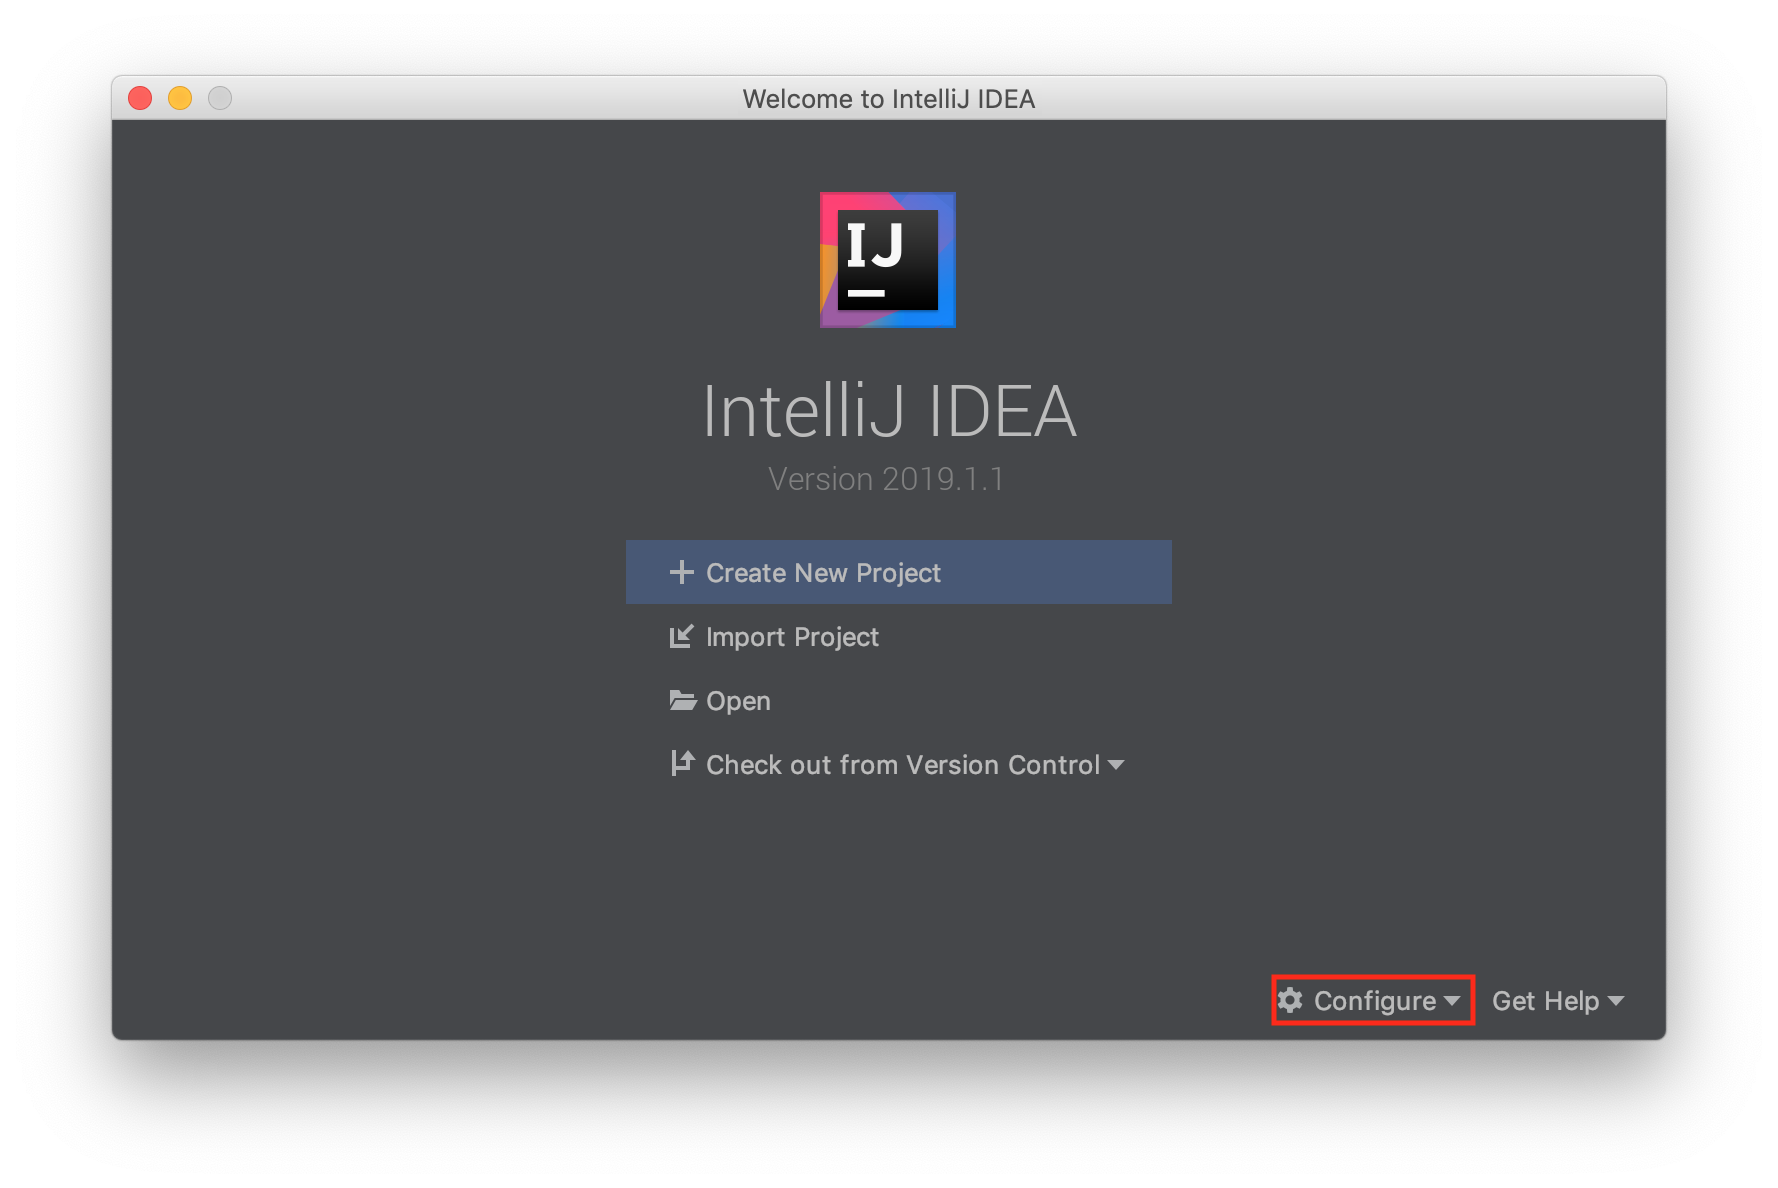 Welcome to IntelliJ IDEA
IJ
IntelliJ IDEA
Version 2019.1.1
Create New Project
Import Project
Open
Check out from Version Control
Configure
Get Help